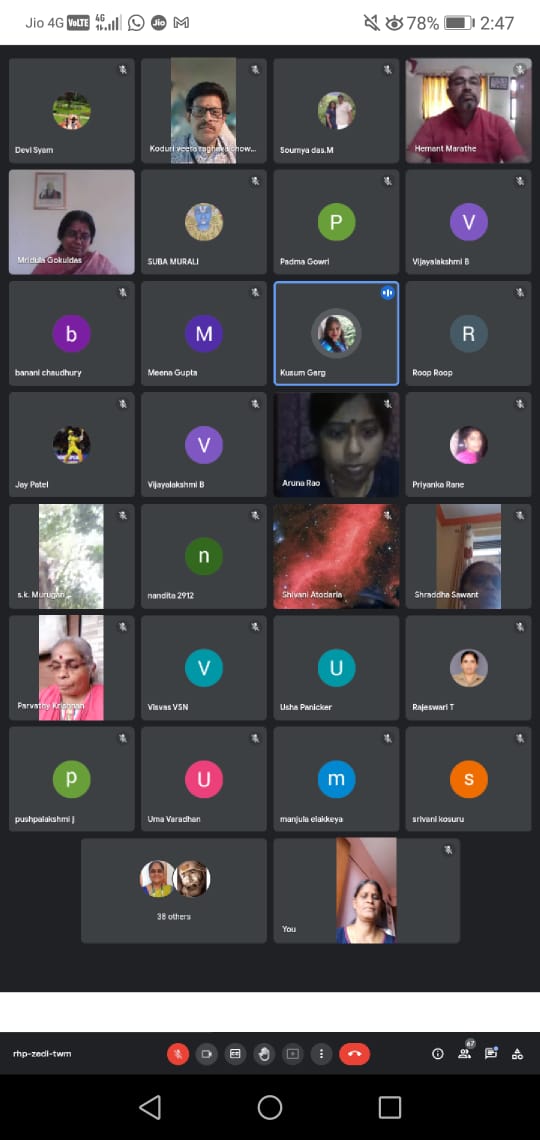 Jio 4G VoLTE 4G Jio 78% 2:47
Devi Syam
Koduri veera raghava chow...
Soumya das.M
Hemant Marathe
Mridula Gokuldas
SUBA MURALI
P
Padma Gowri
V
Vijayalakshmi B
b
banani chaudhury
M
Meena Gupta
Kusum Garg
R
Roop Roop
Jay Patel
V
Vijayalakshmi B
Aruna Rao
Priyanka Rane
s.k. Murugan
n
nandita 2912
Shivani Atodaria
Shraddha Sawant
Parvathy Krishnan
V
Visvas VSN
U
Usha Panicker
Rajeswari T
p
pushpalakshmi j
U
Uma Varadhan
m
manjula elakkeya
s
srivani kosuru
38 others
You
rhp-zedi-twm
67